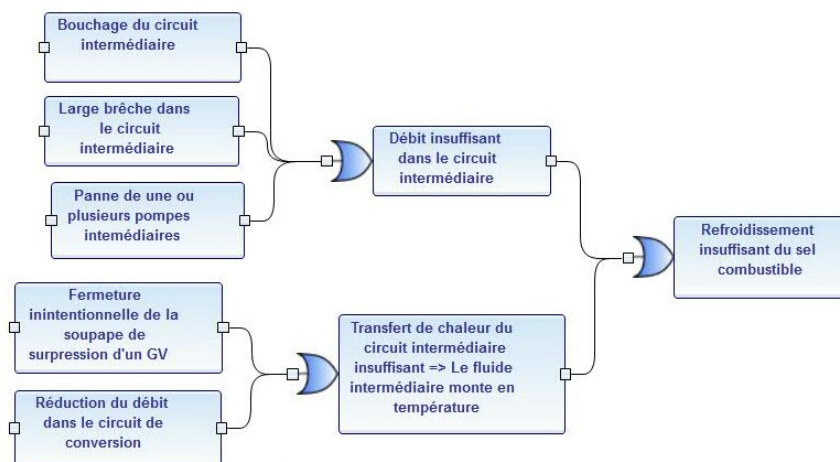 Bouchage du circuit
intermédiaire
Large brêche dans
le circuit
intermédiaire
Panne de une ou
plusieurs pompes
intemédiaires
Débit insuffisant
dans le circuit
intermédiaire
Refroidissement
insuffisant du sel
combustible
Fermeture
inintentionnelle de la
soupape de
surpression d'un GV
Transfert de chaleur du
circuit intermédiaire
insuffisant => Le fluide
intermédiaire monte en
température
Réduction du débit
dans le circuit de
conversion